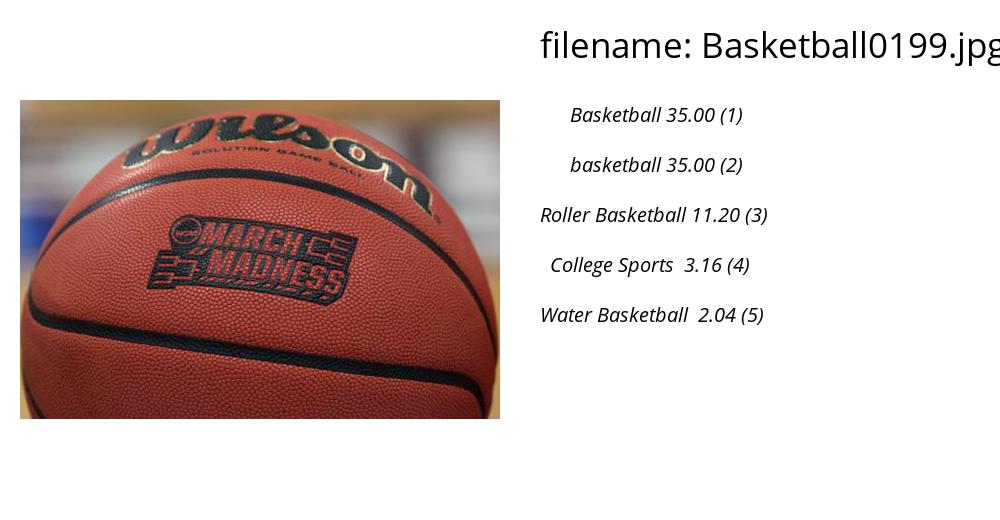 filename: Basketball0199.jpg
Wilson
SOLUTION GAME BALL
NCAA
MARCH
MADNESS
Basketball 35.00 (1)
basketball 35.00 (2)
Roller Basketball 11.20 (3)
College Sports 3.16 (4)
Water Basketball 2.04 (5)